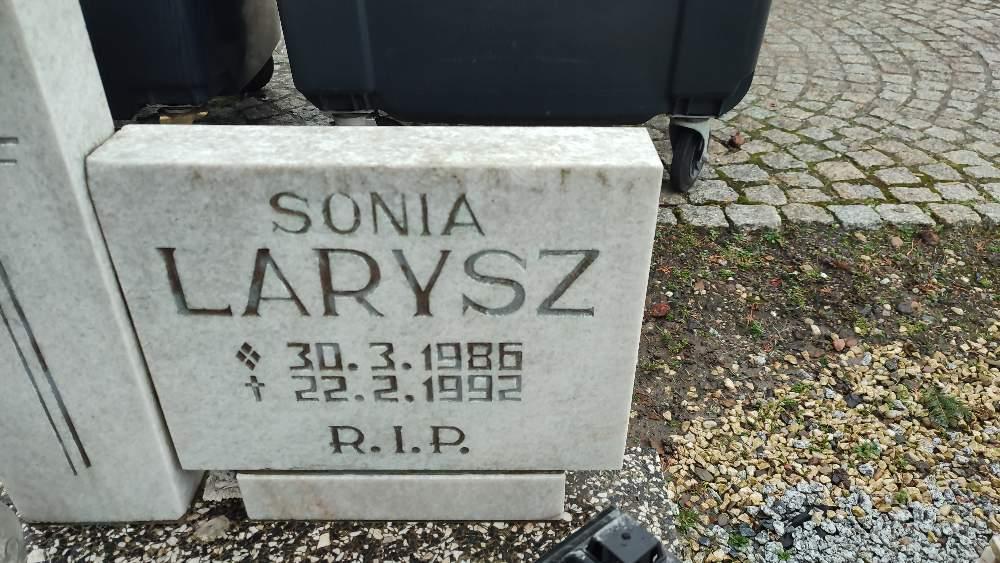 SONIA
LARYSZ
30.3.1986
✝ 22.2.1992
R.I.P.